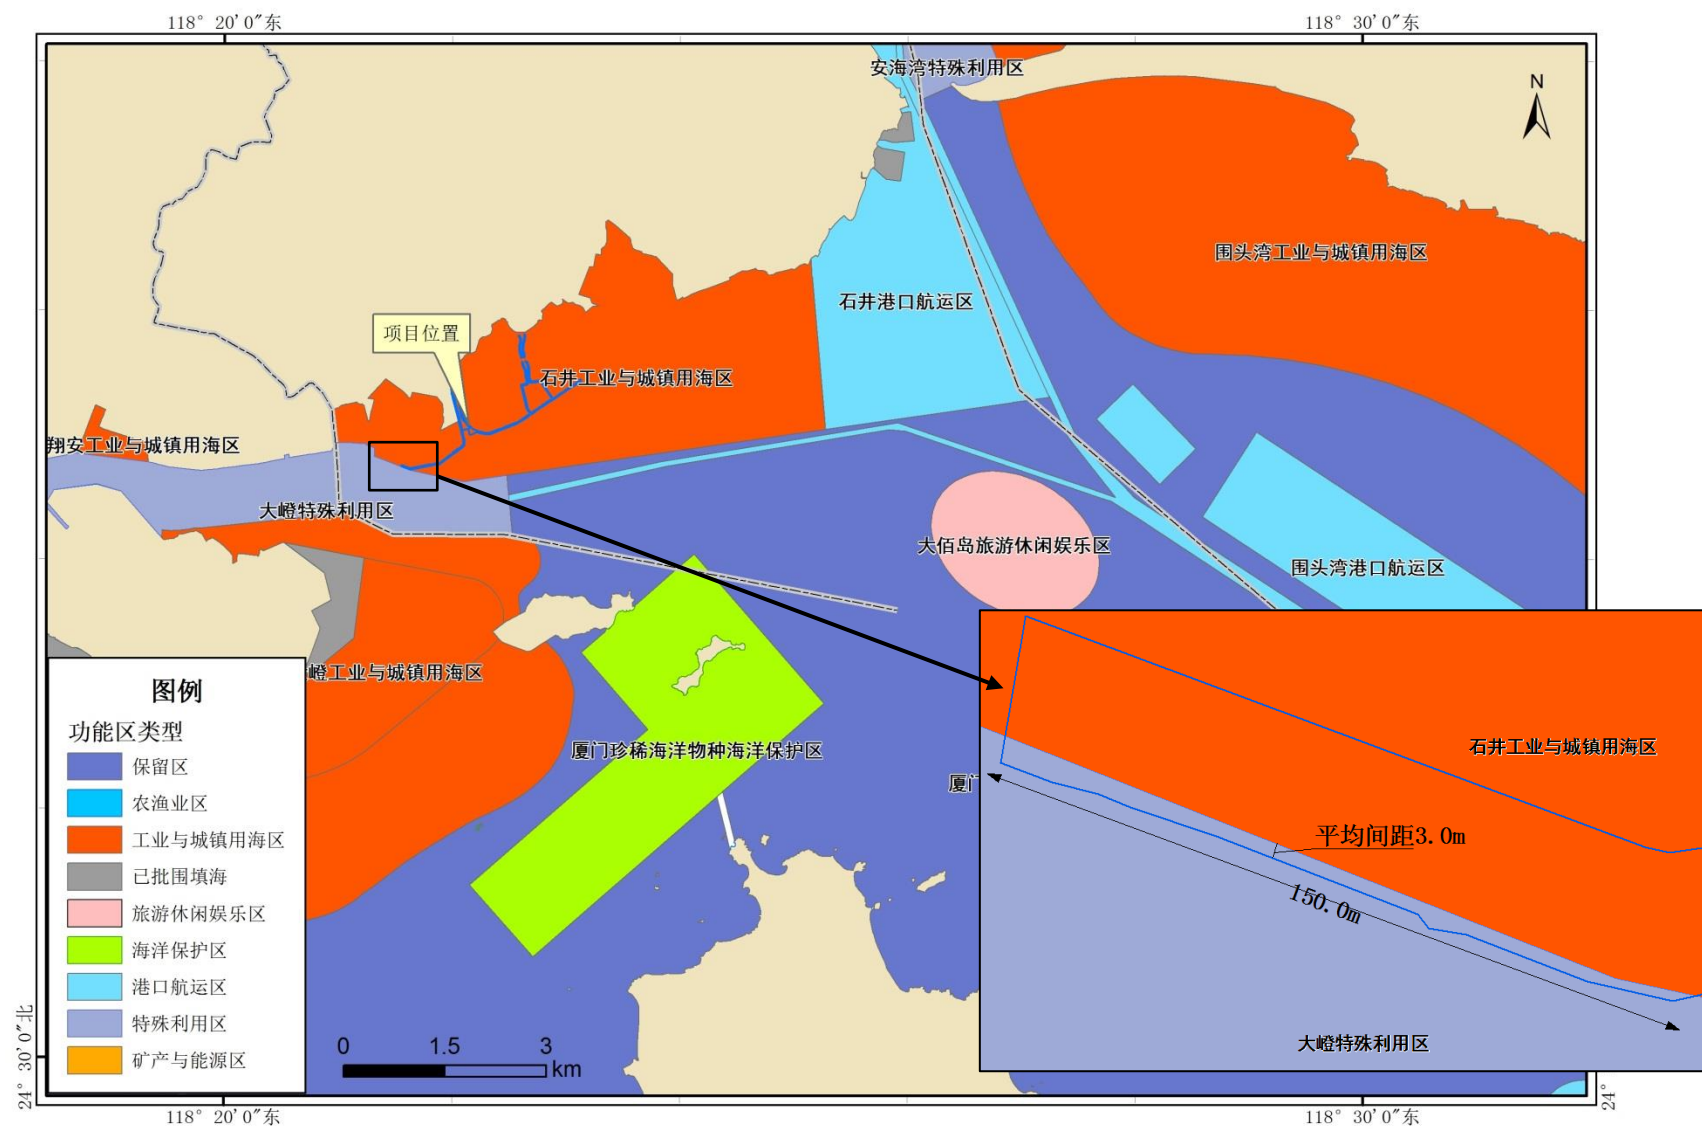 118° 20′0″东
118° 30′0″东
安海湾特殊利用区
N
围头湾工业与城镇用海区
石井港口航运区
项目位置
石井工业与城镇用海区
翔安工业与城镇用海区
大嶝特殊利用区
大佰岛旅游休闲娱乐区
围头湾港口航运区
嶝工业与城镇用海区
图例
功能区类型
保留区
农渔业区
工业与城镇用海区
已批围填海
旅游休闲娱乐区
海洋保护区
港口航运区
特殊利用区
矿产与能源区
厦门珍稀海洋物种海洋保护区
厦门
石井工业与城镇用海区
平均间距3.0m
150.0m
大嶝特殊利用区
0 1.5 3
km
24° 30′0″北
24°
118° 20′0″东
118° 30′0″东